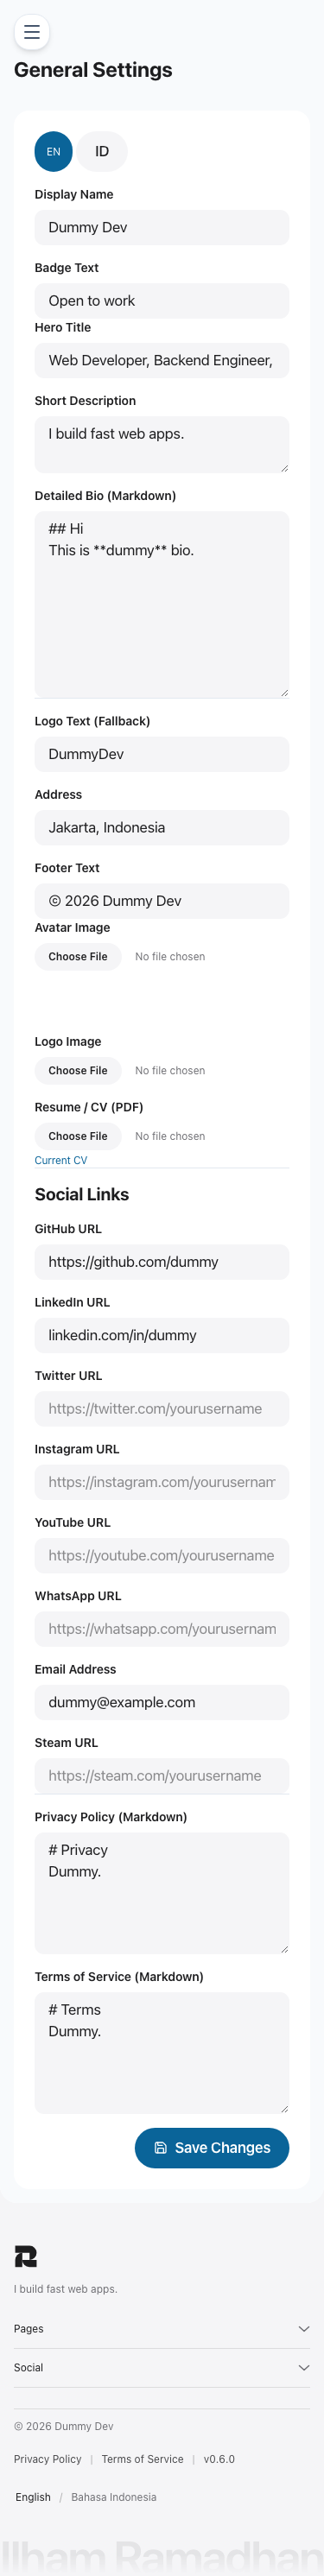 General Settings
EN
ID
Display Name
Dummy Dev
Badge Text
Open to work
Hero Title
Web Developer, Backend Engineer,
Short Description
I build fast web apps.
Detailed Bio (Markdown)
## Hi
This is **dummy** bio.
Logo Text (Fallback)
DummyDev
Address
Jakarta, Indonesia
Footer Text
© 2026 Dummy Dev
Avatar Image
Choose File No file chosen
Logo Image
Choose File No file chosen
Resume / CV (PDF)
Choose File No file chosen
Current CV
Social Links
GitHub URL
https://github.com/dummy
LinkedIn URL
linkedin.com/in/dummy
Twitter URL
https://twitter.com/yourusername
Instagram URL
https://instagram.com/yourusernam
YouTube URL
https://youtube.com/yourusername
WhatsApp URL
https://whatsapp.com/yourusernam
Email Address
dummy@example.com
Steam URL
https://steam.com/yourusername
Privacy Policy (Markdown)
# Privacy
Dummy.
Terms of Service (Markdown)
# Terms
Dummy.
Save Changes
I build fast web apps.
Pages
Social
© 2026 Dummy Dev
Privacy Policy | Terms of Service | v0.6.0
English / Bahasa Indonesia
Ilham Ramadhan